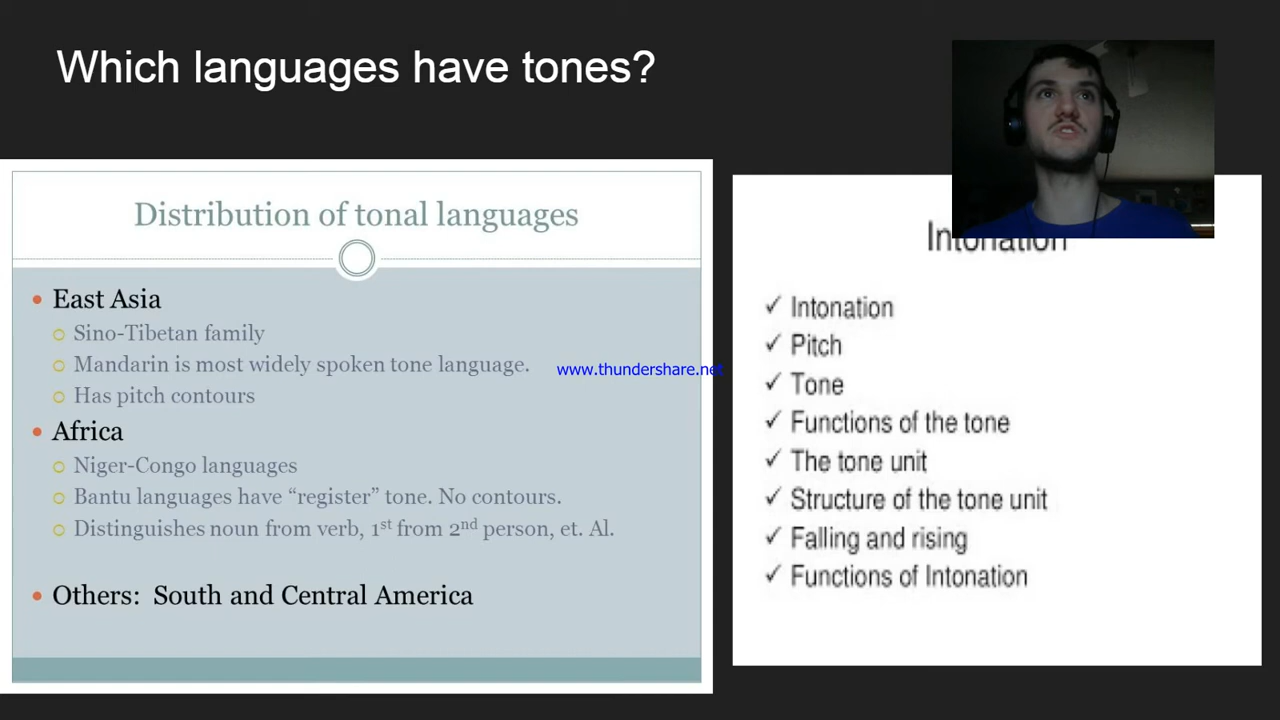 Which languages have tones?
Distribution of tonal languages
East Asia
Sino-Tibetan family
Mandarin is most widely spoken tone language.
Has pitch contours
Africa
Niger-Congo languages
Bantu languages have “register” tone. No contours.
Distinguishes noun from verb, 1st from 2nd person, et. Al.
Others: South and Central America
www.thundershare.net
Intonation
✓ Intonation
✓ Pitch
✓ Tone
✓ Functions of the tone
✓ The tone unit
✓ Structure of the tone unit
✓ Falling and rising
✓ Functions of Intonation